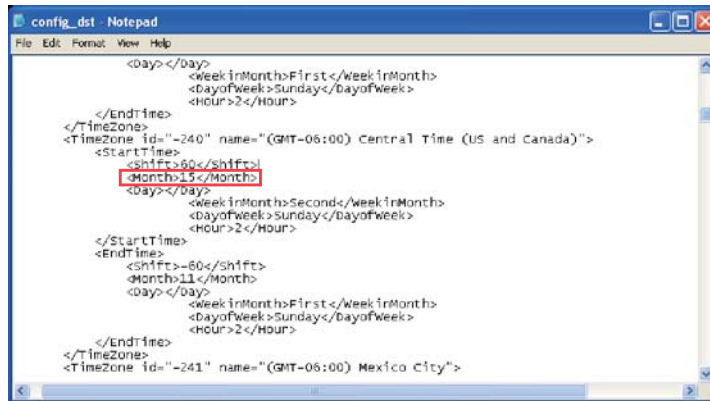 config_dst - Notepad
File Edit Format View Help
<Day></Day>
<WeekinMonth>First</WeekinMonth>
<DayofWeek>Sunday</DayofWeek>
<Hour>2</Hour>
</EndTime>
</TimeZone>
<TimeZone id="-240" name="(GMT-06:00) Central Time (US and Canada)">
<StartTime>
<Shift>60</Shift>
<Month>15</Month>
<Day></Day>
<WeekinMonth>Second</WeekinMonth>
<DayofWeek>Sunday</DayofWeek>
<Hour>2</Hour>
</StartTime>
<EndTime>
<Shift>-60</Shift>
<Month>11</Month>
<Day></Day>
<WeekinMonth>First</WeekinMonth>
<DayofWeek>Sunday</DayofWeek>
<Hour>2</Hour>
</EndTime>
</TimeZone>
<TimeZone id="-241" name="(GMT-06:00) Mexico City">